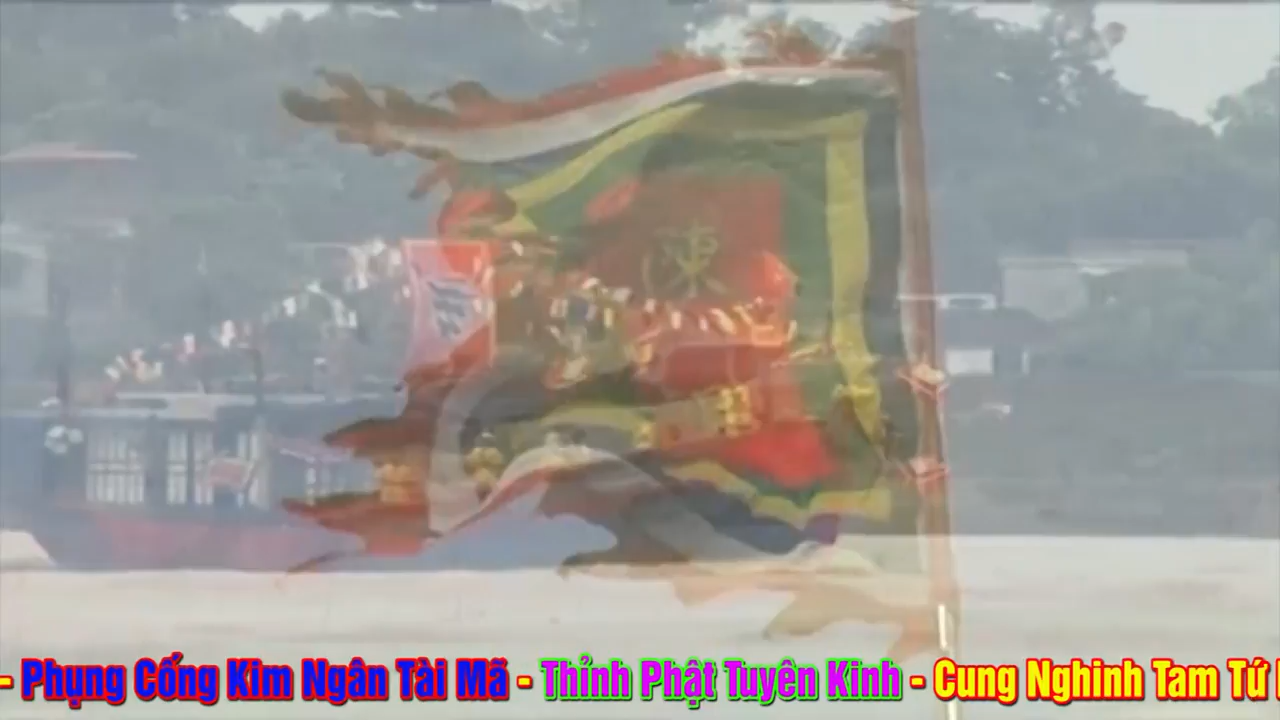 - Phụng Cống Kim Ngân Tài Mã - Thỉnh Phật Tuyên Kinh - Cung Nghinh Tam Tứ